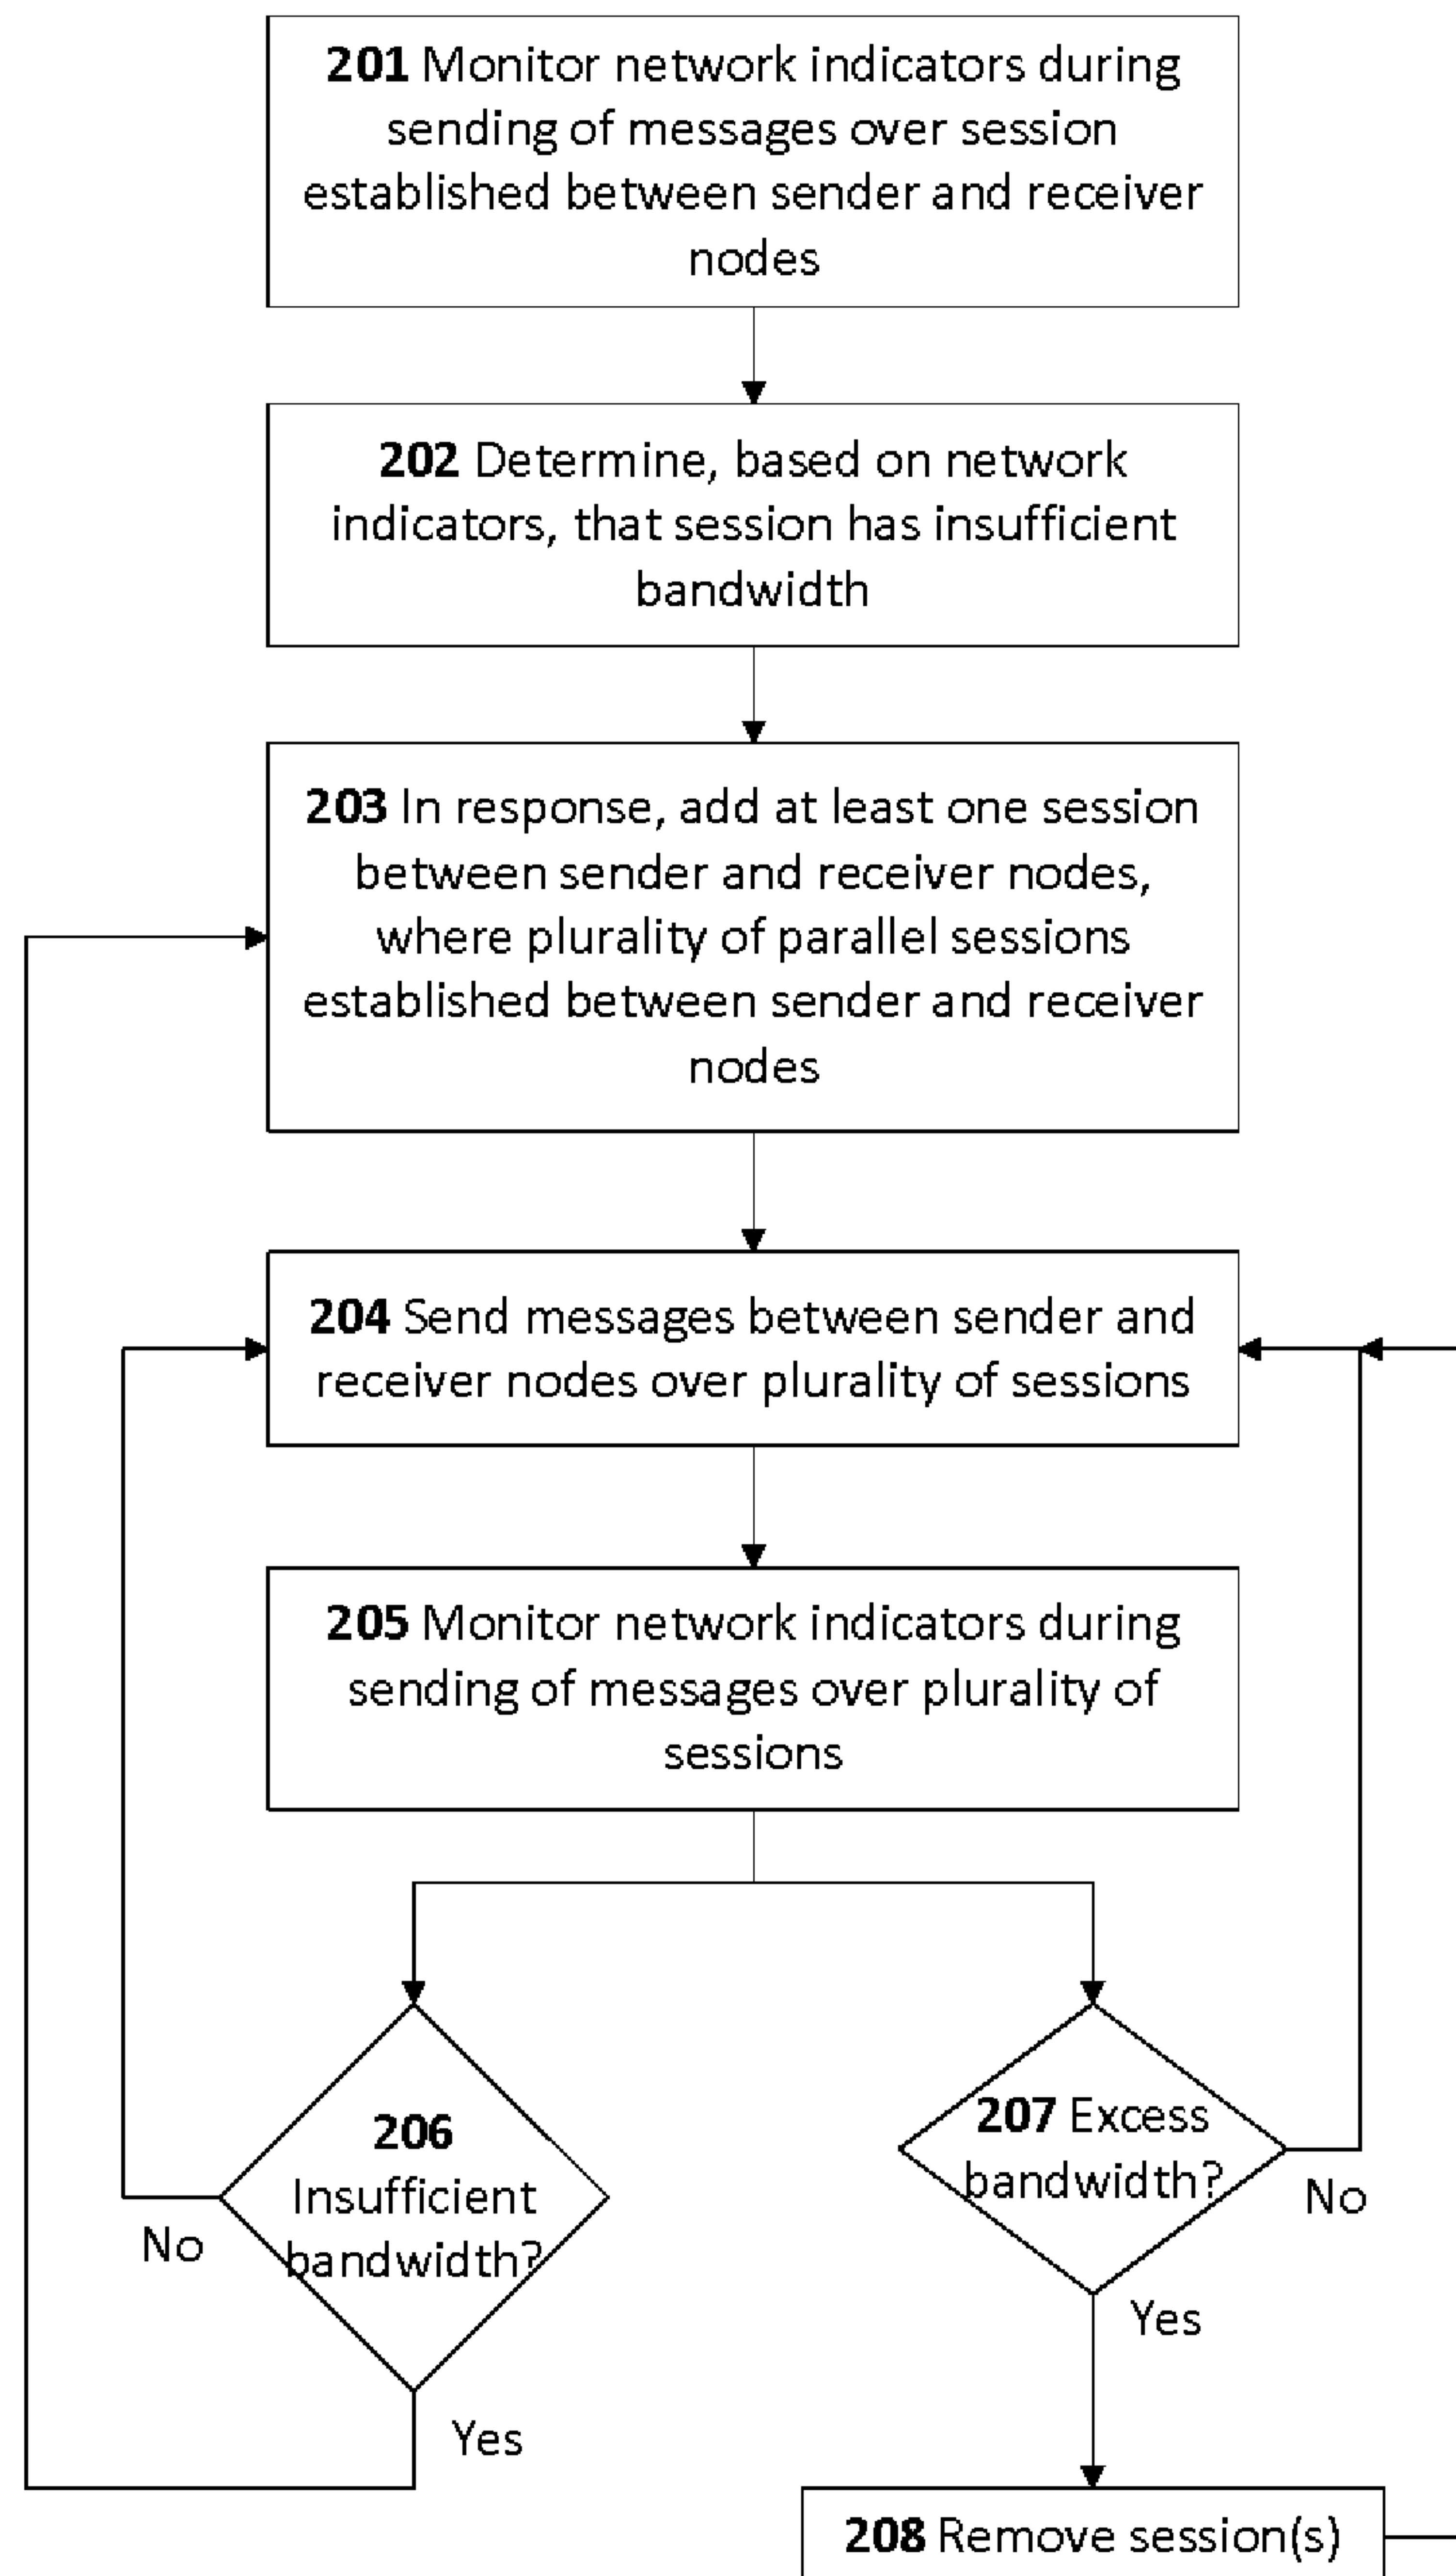 201 Monitor network indicators during
sending of messages over session
established between sender and receiver
nodes
202 Determine, based on network
indicators, that session has insufficient
bandwidth
203 In response, add at least one session
between sender and receiver nodes,
where plurality of parallel sessions
established between sender and receiver
nodes
204 Send messages between sender and
receiver nodes over plurality of sessions
205 Monitor network indicators during
sending of messages over plurality of
sessions
206
Insufficient
bandwidth?
No
Yes
207 Excess
bandwidth?
No
Yes
208 Remove session(s)